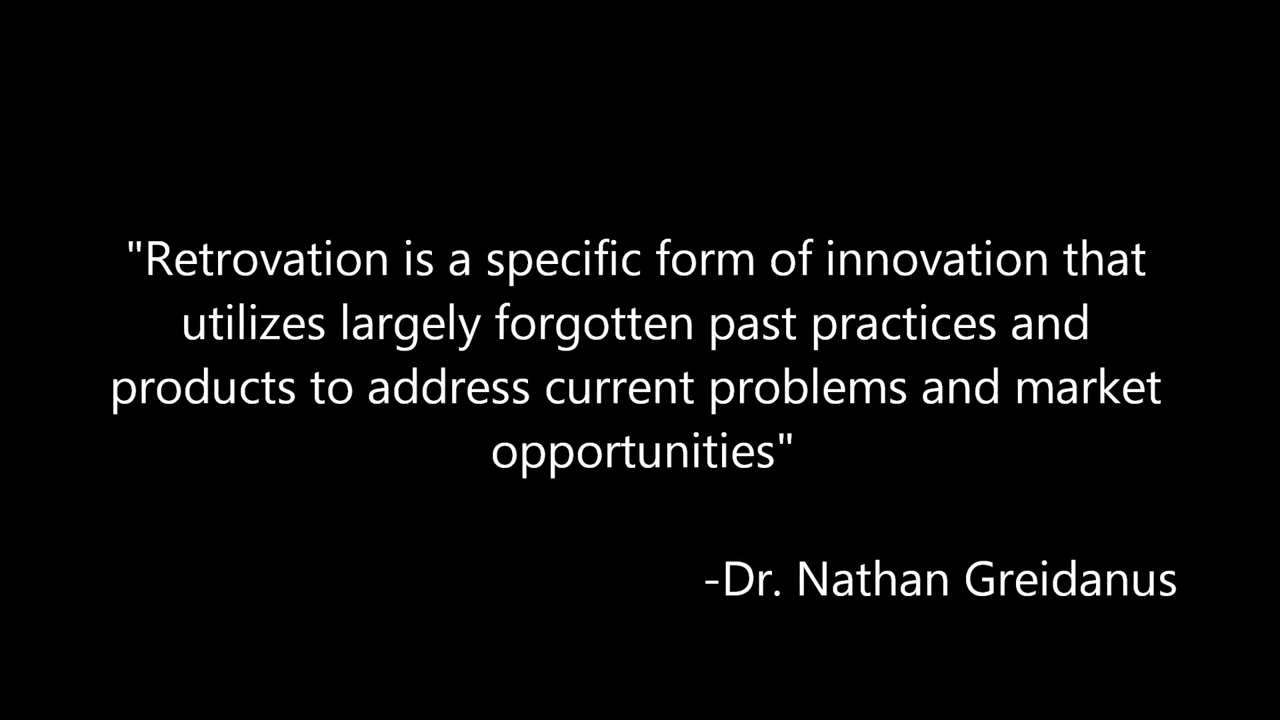 "Retrovation is a specific form of innovation that
utilizes largely forgotten past practices and
products to address current problems and market
opportunities"
-Dr. Nathan Greidanus